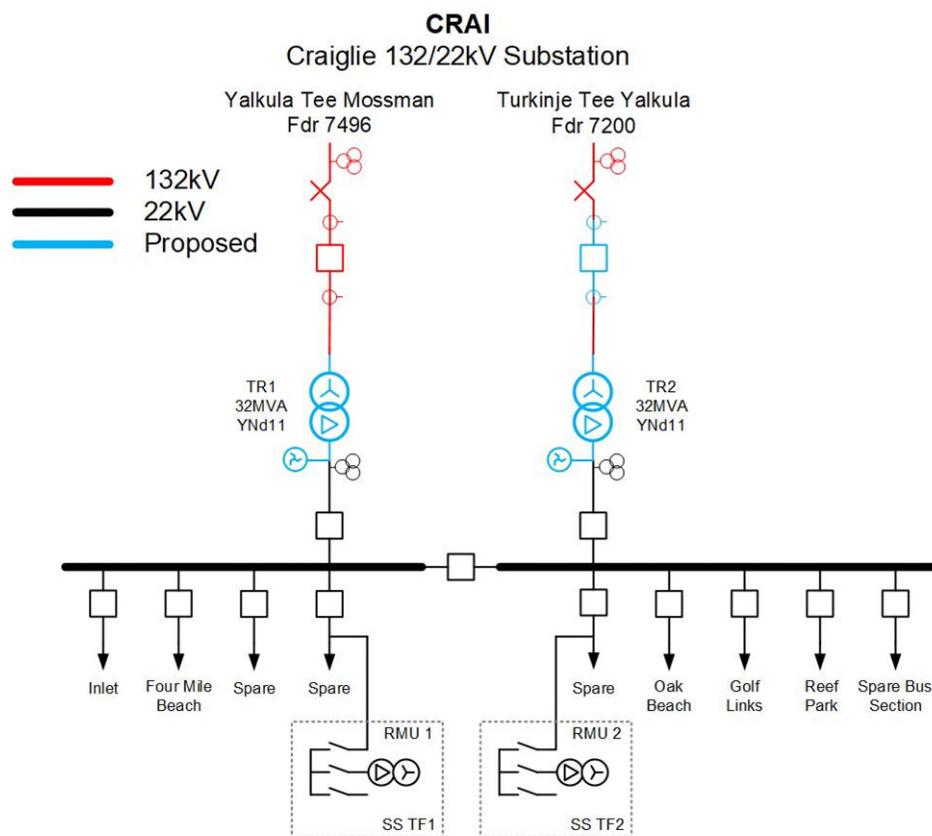 CRAI
Craiglie 132/22kV Substation
Yalkula Tee Mossman
Fdr 7496
Turkinje Tee Yalkula
Fdr 7200
132kV
22kV
Proposed
TR1
32MVA
YNd11
TR2
32MVA
YNd11
Inlet
Four Mile
Beach
Spare
Spare
Spare
Oak
Beach
Golf
Links
Reef
Park
Spare Bus
Section
RMU 1
SS TF1
RMU 2
SS TF2